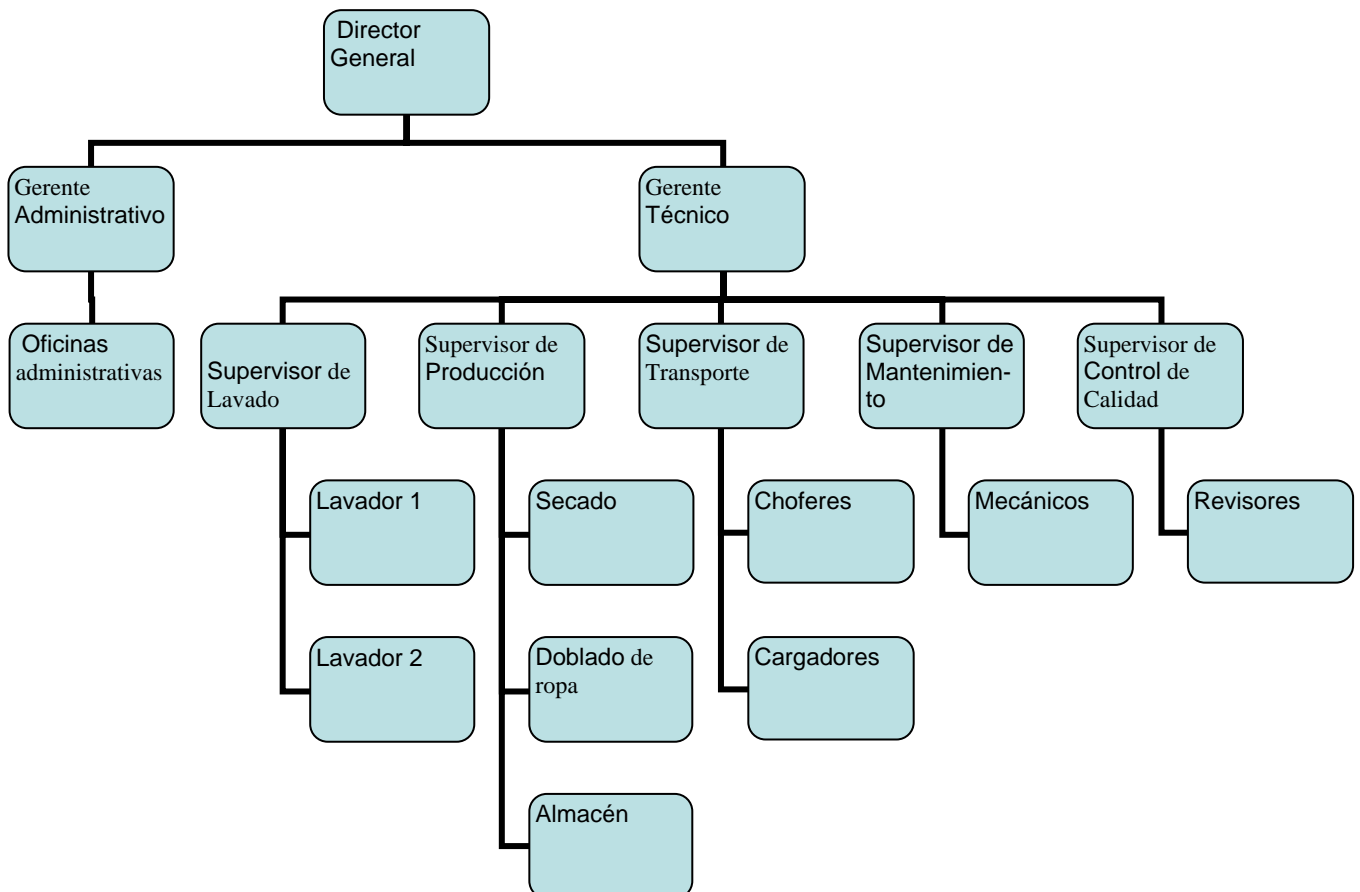 Director
General
Gerente
Administrativo
Gerente
Técnico
Oficinas
administrativas
Supervisor de
Lavado
Supervisor de
Producción
Supervisor de
Transporte
Supervisor de
Mantenimien-
to
Supervisor de
Control de
Calidad
Lavador 1
Secado
Choferes
Mecánicos
Revisores
Lavador 2
Doblado de
ropa
Cargadores
Almacén